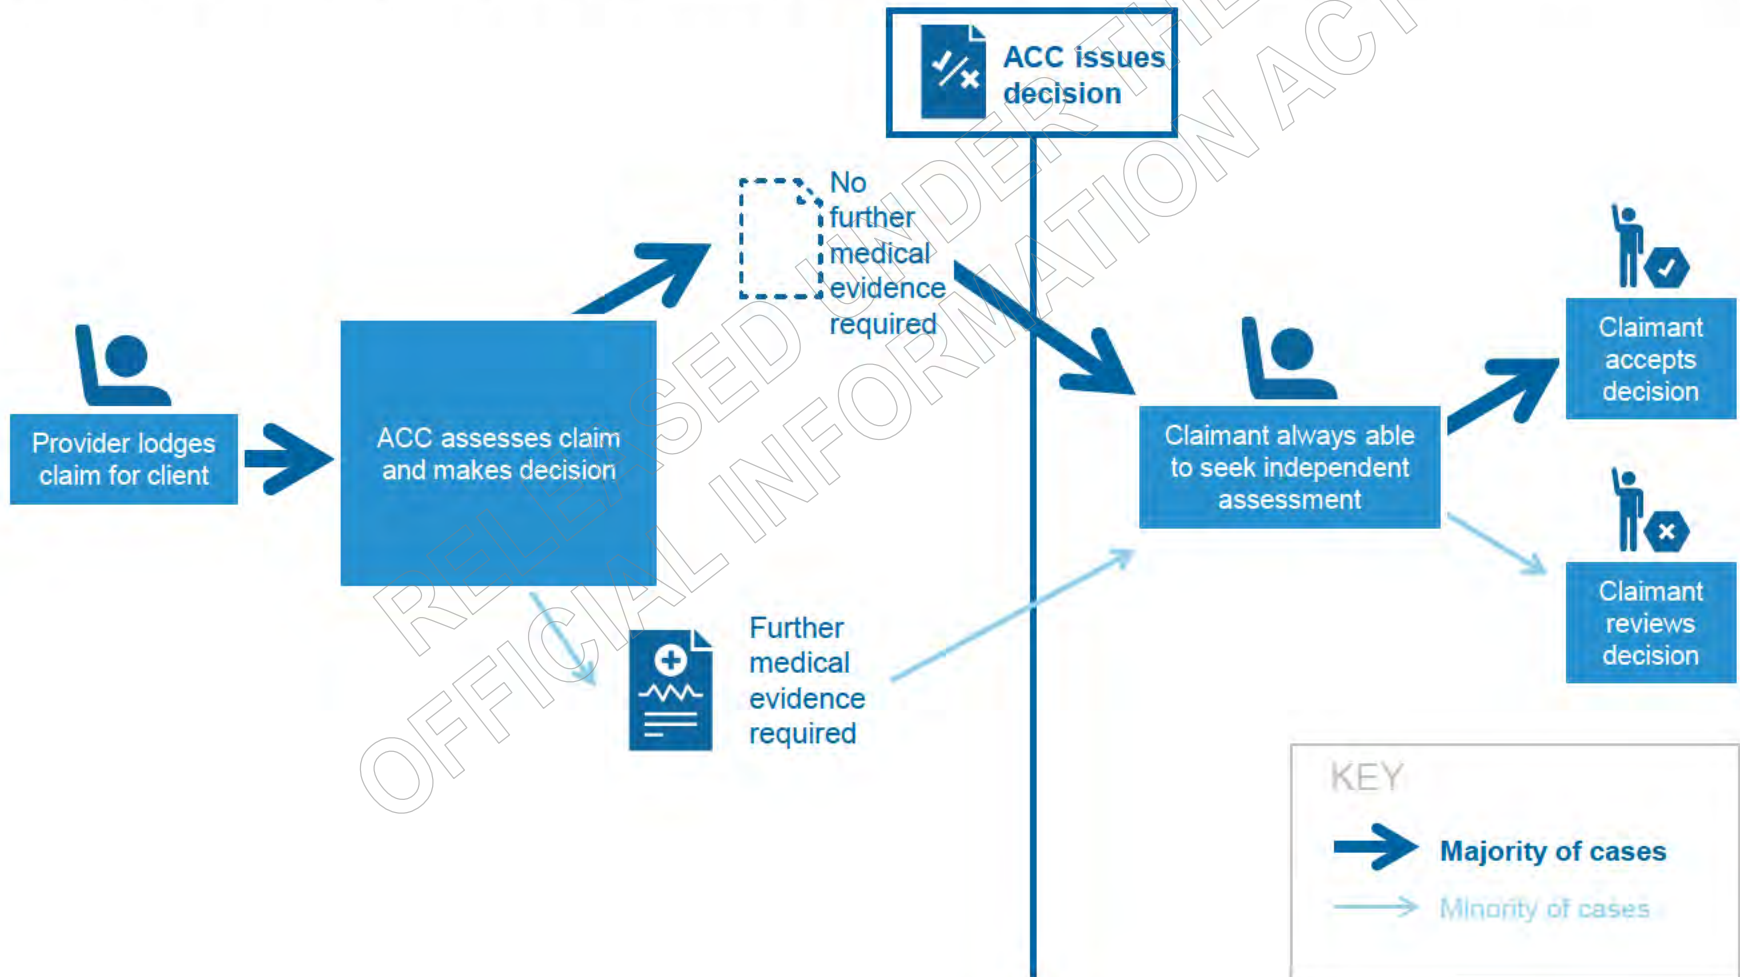 ACC issues
decision
No
further
medical
evidence
required
Provider lodges
claim for client
ACC assesses claim
and makes decision
Claimant always able
to seek independent
assessment
Claimant
accepts
decision
Claimant
reviews
decision
Further
medical
evidence
required
KEY
Majority of cases
Minority of cases
RELEASED UNDER THE
OFFICIAL INFORMATION ACT